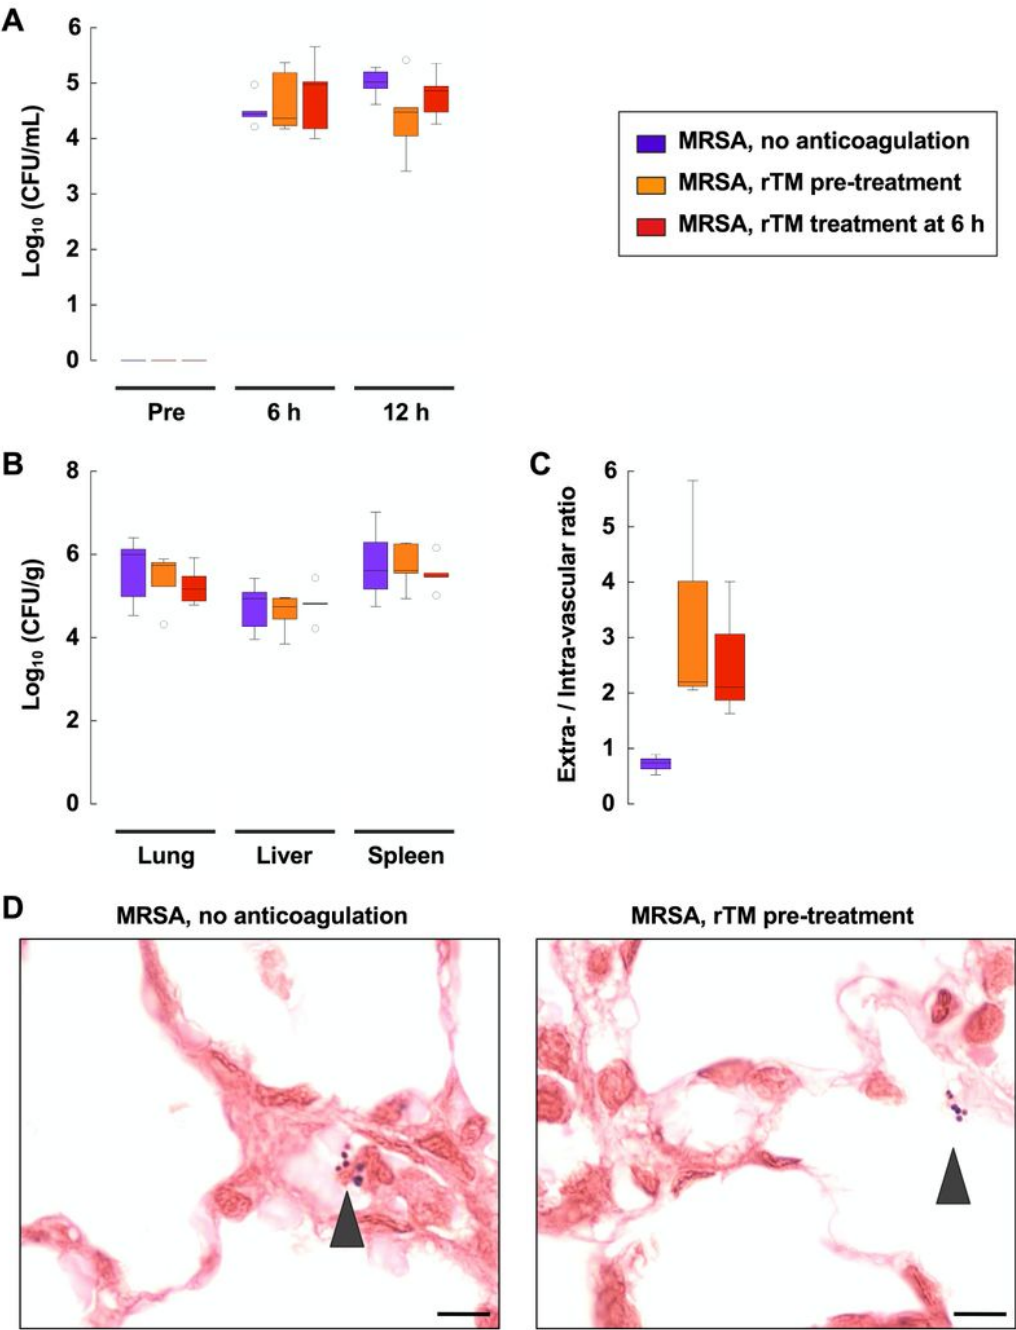 A
Log₁₀ (CFU/mL)
6
5
4
3
2
1
0
Pre
6 h
12 h
MRSA, no anticoagulation
MRSA, rTM pre-treatment
MRSA, rTM treatment at 6 h
B
Log₁₀ (CFU/g)
8
6
4
2
0
Lung
Liver
Spleen
C
Extra- / Intra-vascular ratio
6
5
4
3
2
1
0
D
MRSA, no anticoagulation
MRSA, rTM pre-treatment